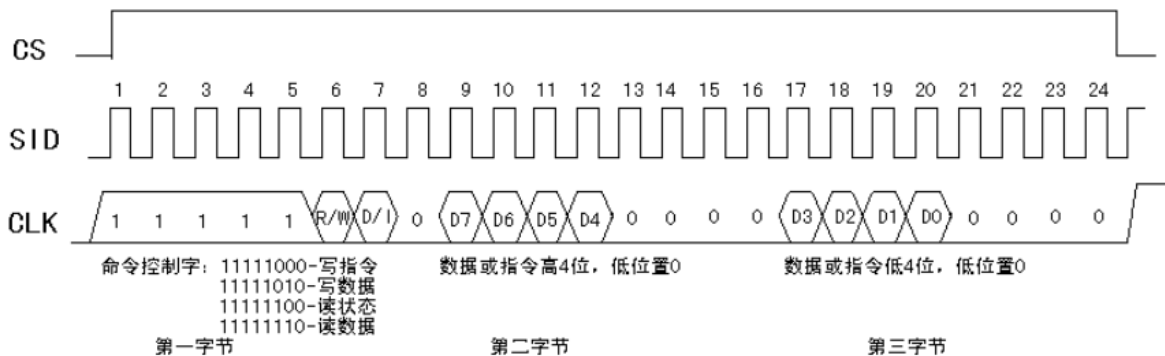 CS
1 2 3 4 5 6 7 8 9 10 11 12 13 14 15 16 17 18 19 20 21 22 23 24
SID
CLK 1 1 1 1 1 R/W D/I 0 D7 D6 D5 D4 0 0 0 0 D3 D2 D1 D0 0 0 0 0
命令控制字: 11111000-写指令 数据或指令高4位, 低位置0 数据或指令低4位, 低位置0
11111010-写数据
11111100-读状态
11111110-读数据
第一字节 第二字节 第三字节